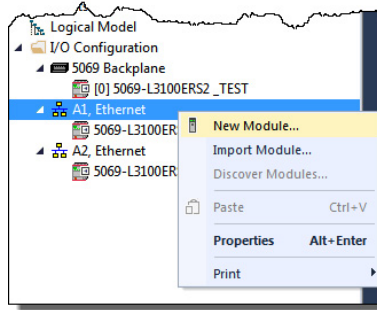 Logical Model
I/O Configuration
5069 Backplane
[0] 5069-L3100ERS2 _TEST
A1, Ethernet
5069-L3100ER
A2, Ethernet
5069-L3100ER
New Module...
Import Module...
Discover Modules...
Paste Ctrl+V
Properties Alt+Enter
Print